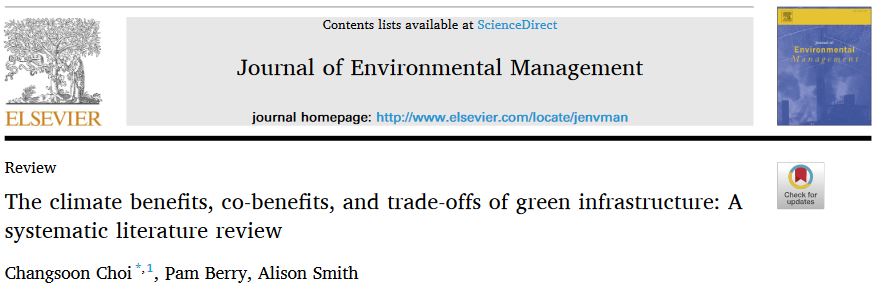 Contents lists available at ScienceDirect
Journal of Environmental Management
journal homepage: http://www.elsevier.com/locate/jenvman
ELSEVIER
Journal of
Environmental
Management
Review
Check for
updates
The climate benefits, co-benefits, and trade-offs of green infrastructure: A
systematic literature review
Changsoon Choi *,1, Pam Berry, Alison Smith